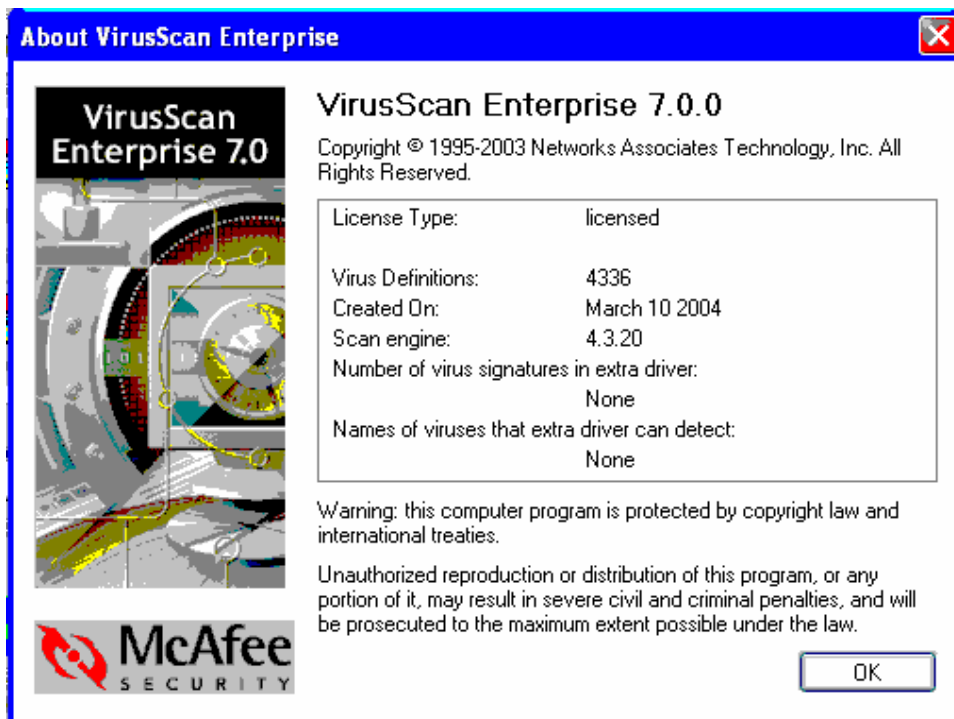 About VirusScan Enterprise
VirusScan
Enterprise 7.0
VirusScan Enterprise 7.0.0
Copyright © 1995-2003 Networks Associates Technology, Inc. All
Rights Reserved.
License Type: licensed
Virus Definitions: 4336
Created On: March 10 2004
Scan engine: 4.3.20
Number of virus signatures in extra driver:
None
Names of viruses that extra driver can detect:
None
Warning: this computer program is protected by copyright law and
international treaties.
Unauthorized reproduction or distribution of this program, or any
portion of it, may result in severe civil and criminal penalties, and will
be prosecuted to the maximum extent possible under the law.
McAfee
SECURITY
OK